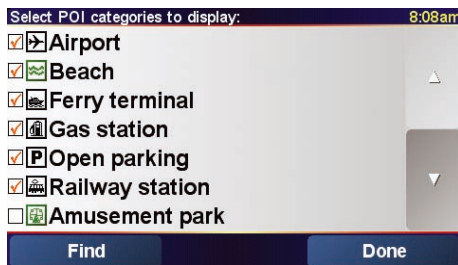 Select POI categories to display: 8:08am
Airport
Beach
Ferry terminal
Gas station
P Open parking
Railway station
Amusement park
Find Done